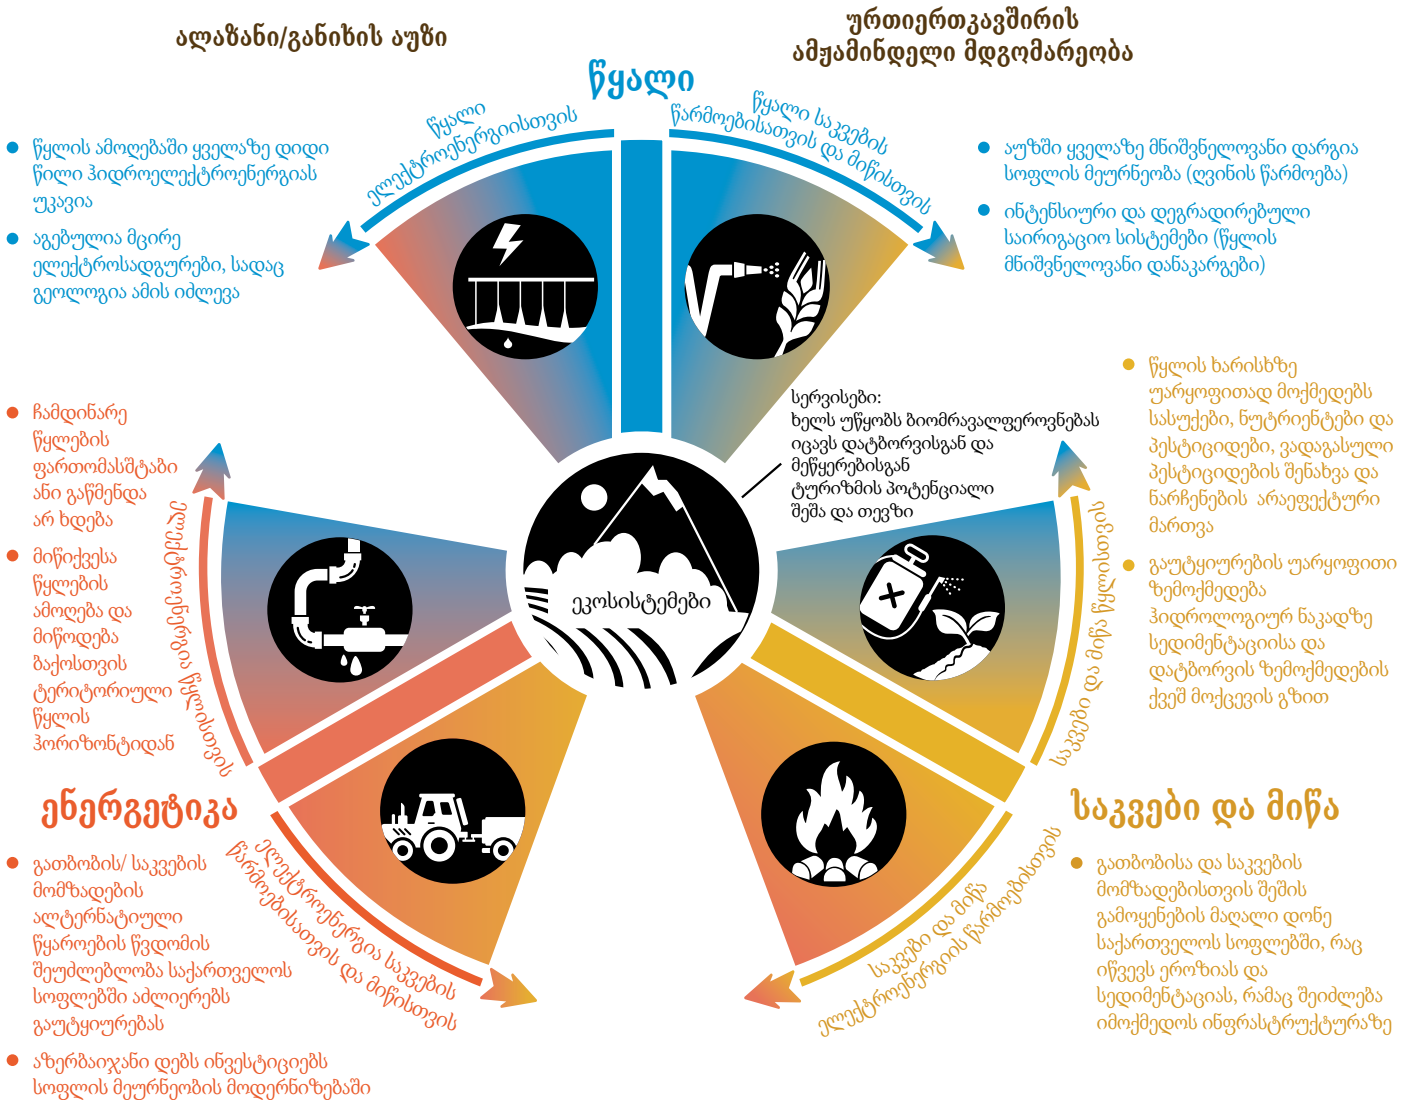 ალაზანი/განიხის აუზი
ურთიერთკავშირის
ამჟამინდელი მდგომარეობა
წყალი
წყალი
ელექტროენერგიისთვის
წყალი საკვების
წარმოებისათვის და მიწისთვის
წყლის ამოღებაში ყველაზე დიდი
წილი ჰიდროელექტროენერგიას
უკავია
აგებულია მცირე
ელექტროსადგურები, სადაც
გეოლოგია ამის იძლევა
აუზში ყველაზე მნიშვნელოვანი დარგია
სოფლის მეურნეობა (ღვინის წარმოება)
ინტენსიური და დეგრადირებული
საირიგაციო სისტემები (წყლის
მნიშვნელოვანი დანაკარგები)
სერვისები:
ხელს უწყობს ბიომრავალფეროვნებას
იცავს დატბორვისგან და
მეწყერებისგან
ტურიზმის პოტენციალი
შეშა და თევზი
ეკოსისტემები
ჩამდინარე
წყლების
ფართომასშტაბი
ანი გაწმენდა
არ ხდება
მიწიქვესა
წყლების
ამოღება და
მიწოდება
ბაქოსთვის
ტერიტორიული
წყლის
ჰორიზონტიდან
ელექტროენერგია წყლისთვის
წყლის ხარისხზე
უარყოფითად მოქმედებს
სასუქები, ნუტრიენტები და
პესტიციდები, ვადაგასული
პესტიციდების შენახვა და
ნარჩენების არაეფექტური
მართვა
გაუტყიურების უარყოფითი
ზემოქმედება
ჰიდროლოგიურ ნაკადზე
სედიმენტაციისა და
დატბორვის ზემოქმედების
ქვეშ მოქცევის გზით
საკვები და მიწა წყლისთვის
ენერგეტიკა
გათბობის/ საკვების
მომზადების
ალტერნატიული
წყაროების წვდომის
შეუძლებლობა საქართველოს
სოფლებში აძლიერებს
გაუტყიურებას
აზერბაიჯანი დებს ინვესტიციებს
სოფლის მეურნეობის მოდერნიზებაში
ელექტროენერგია საკვების
წარმოებისათვის და მიწისთვის
საკვები და მიწა
გათბობისა და საკვების
მომზადებისთვის შეშის
გამოყენების მაღალი დონე
საქართველოს სოფლებში, რაც
იწვევს ეროზიას და
სედიმენტაციას, რამაც შეიძლება
იმოქმედოს ინფრასტრუქტურაზე
საკვები და მიწა
ელექტროენერგიის წარმოებისთვის